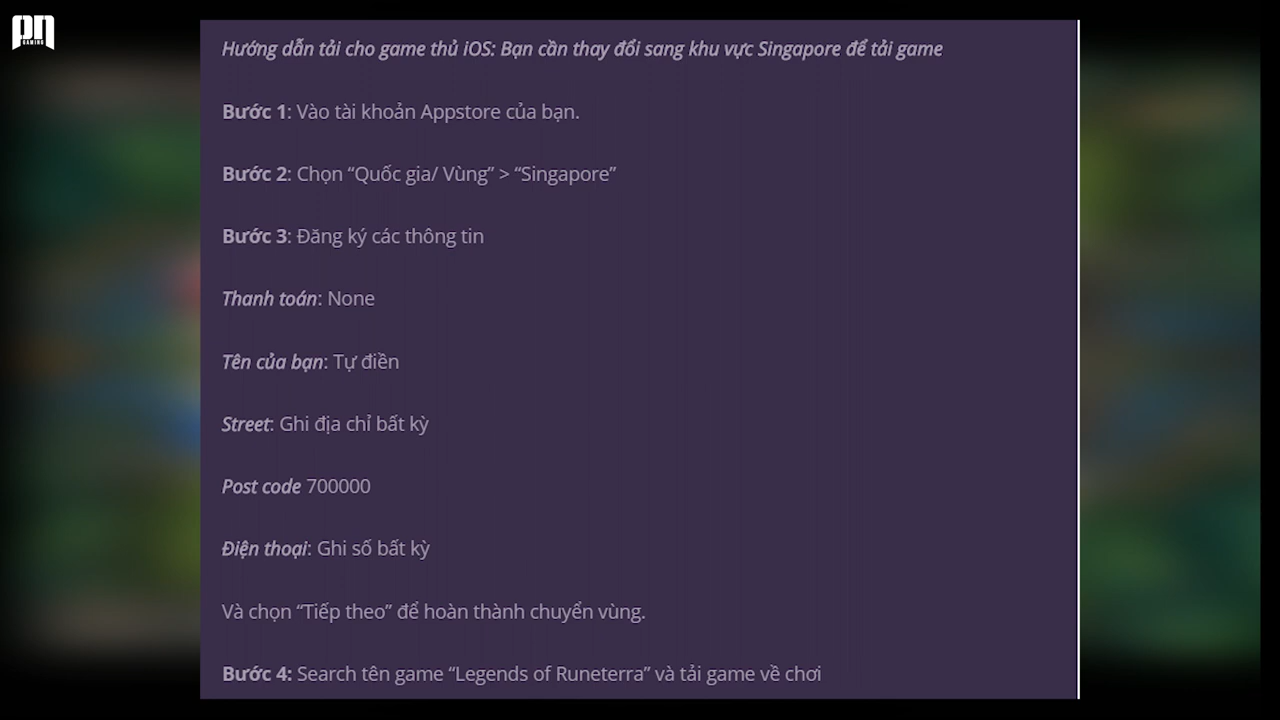 PN
GAMING
Hướng dẫn tải cho game thủ iOS: Bạn cần thay đổi sang khu vực Singapore để tải game
Bước 1: Vào tài khoản Appstore của bạn.
Bước 2: Chọn “Quốc gia/ Vùng” > “Singapore”
Bước 3: Đăng ký các thông tin
Thanh toán: None
Tên của bạn: Tự điền
Street: Ghi địa chỉ bất kỳ
Post code 700000
Điện thoại: Ghi số bất kỳ
Và chọn “Tiếp theo” để hoàn thành chuyển vùng.
Bước 4: Search tên game “Legends of Runeterra” và tải game về chơi